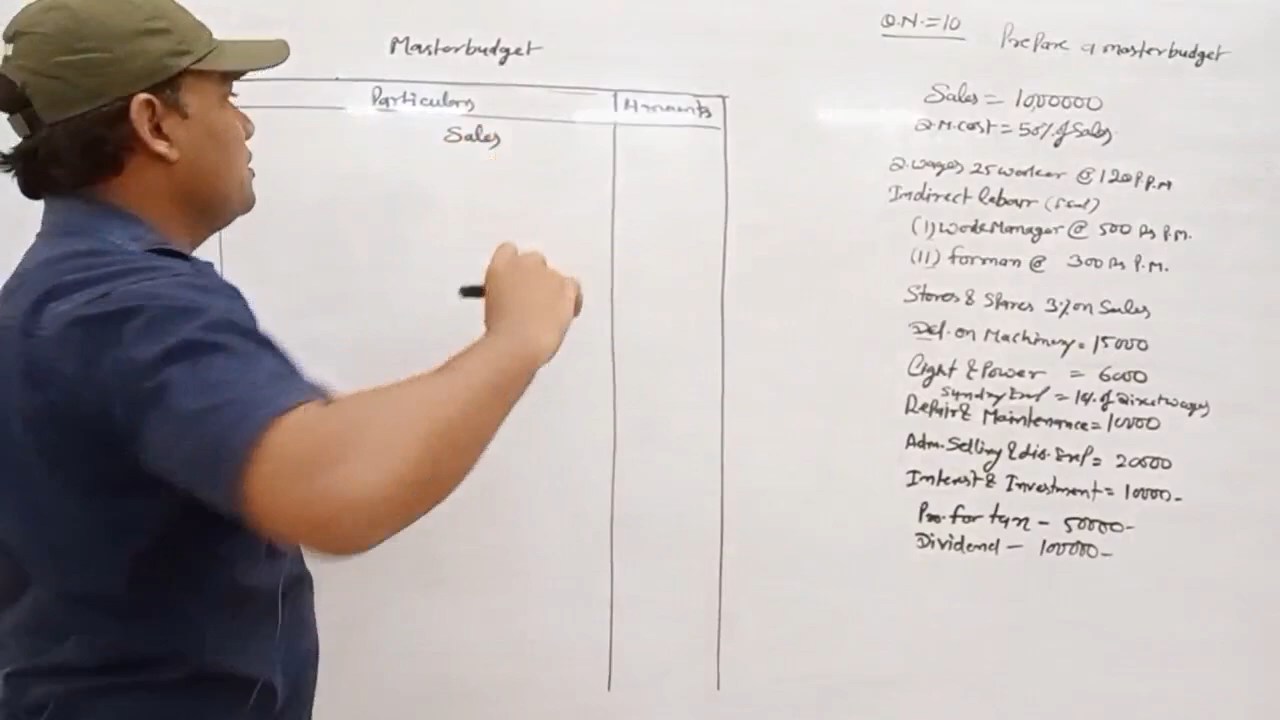 Masterbudget
Particulars Amounts
Sales
Q.N.=10
Prepare a masterbudget
Sales = 1000000
D.M.cost = 50% of Sales
D.wages 25 worker @ 120 P.P.M
Indirect labour
(I) Work Manager @ 500 Rs P.M.
(II) forman @ 300 Rs P.M.
Stores & Spares 3% on Sales
Def. on Machinery = 15000
Light & Power = 6000
Sundry Exp = 1%. of Direct wages
Repair & Maintenance = 10000
Adm. Selling & dis. Exp = 20000
Interest & Investment = 10000-
Pro. for tax - 50000-
Dividend - 100000-